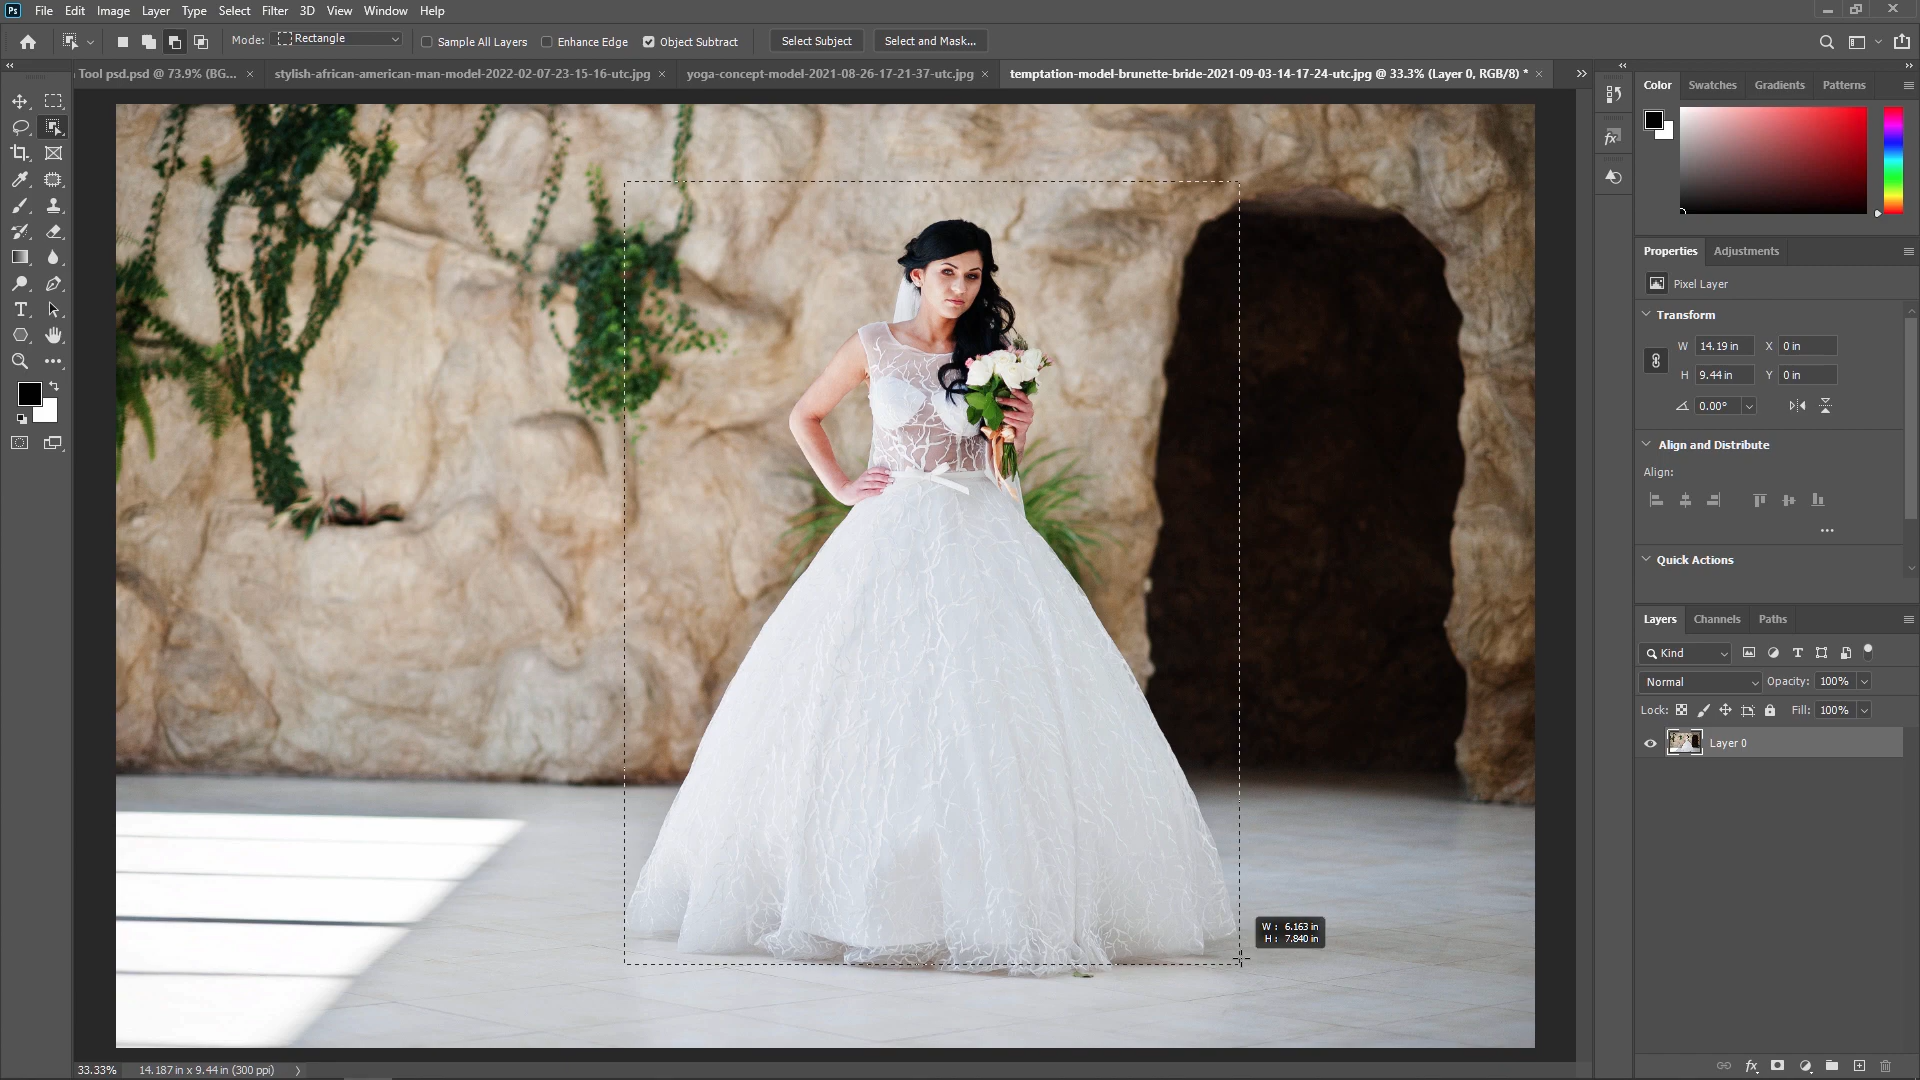 Ps File Edit Image Layer Type Select Filter 3D View Window Help
Mode: Rectangle Sample All Layers Enhance Edge Object Subtract Select Subject Select and Mask...
Tool psd.psd @ 73.9% (BG... × stylish-african-american-man-model-2022-02-07-23-15-16-utc.jpg × yoga-concept-model-2021-08-26-17-21-37-utc.jpg × temptation-model-brunette-bride-2021-09-03-14-17-24-utc.jpg @ 33.3% (Layer 0, RGB/8) * ×
W : 6.163 in
H : 7.840 in
33.33% 14.187 in x 9.44 in (300 ppi)
Color Swatches Gradients Patterns
Properties Adjustments
Pixel Layer
Transform
W 14.19 in X 0 in
H 9.44 in Y 0 in
0.00°
Align and Distribute
Align:
Quick Actions
Layers Channels Paths
Kind
Normal Opacity: 100%
Lock: Fill: 100%
Layer 0
fx